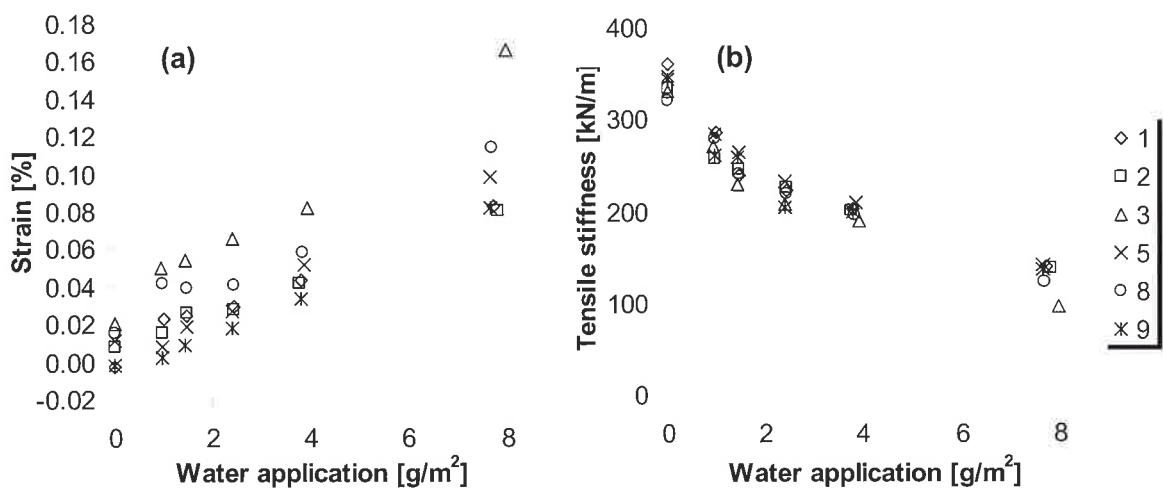 0.18
0.16
0.14
0.12
0.10
0.08
0.06
0.04
0.02
0.00
-0.02
Strain [%]
(a)
0 2 4 6 8
Water application [g/m²]
400
300
200
100
0
Tensile stiffness [kN/m]
(b)
0 2 4 6 8
Water application [g/m²]
1
2
3
5
8
9